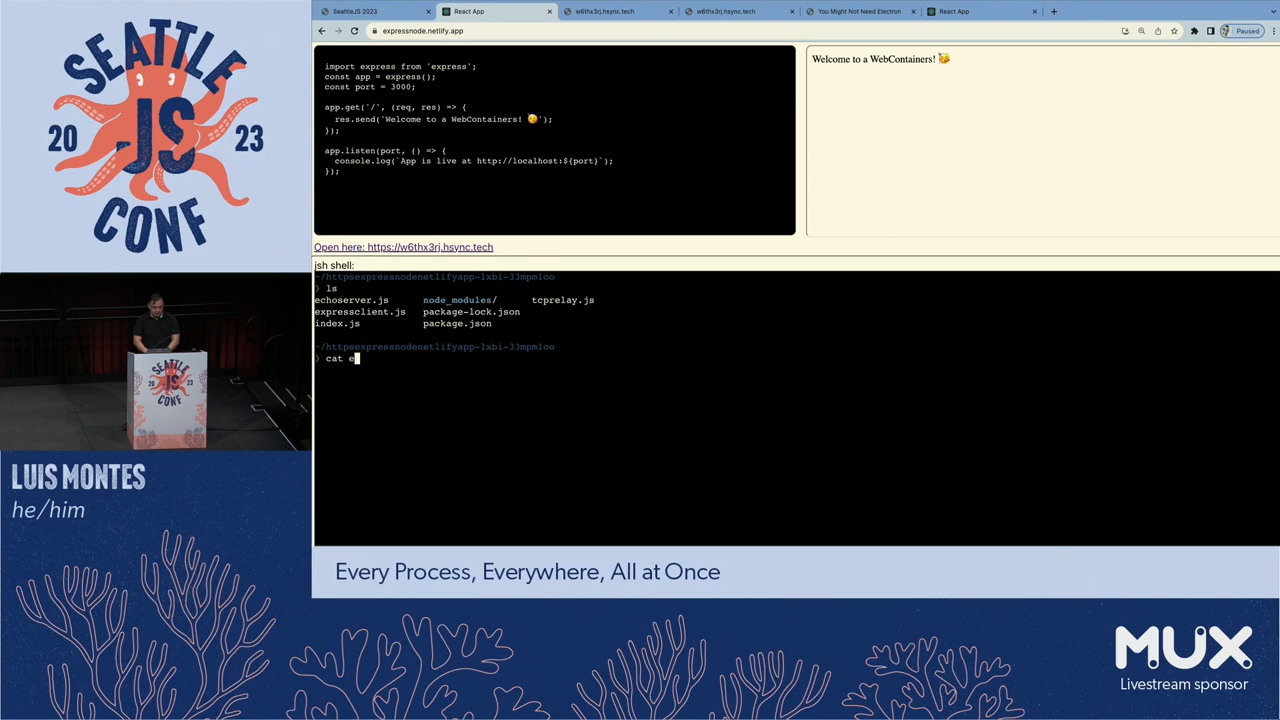 SEATTLE
20 JS 23
CONF
LUIS MONTES
he/him
SeattleJS 2023
React App
w6thx3rj.hsync.tech
w6thx3rj.hsync.tech
You Might Not Need Electron
React App
expressnode.netlify.app
Paused
import express from 'express';
const app = express();
const port = 3000;
app.get('/', (req, res) => {
res.send('Welcome to a WebContainers! 🥳');
});
app.listen(port, () => {
console.log(`App is live at http://localhost:${port}`);
});
Welcome to a WebContainers! 🥳
Open here: https://w6thx3rj.hsync.tech
jsh shell:
~/httpsexpressnodenetlifyapp-lxbi-33mpm1oo
❯ ls
echoserver.js node_modules/ tcprelay.js
expressclient.js package-lock.json
index.js package.json
~/httpsexpressnodenetlifyapp-lxbi-33mpm1oo
❯ cat e
SEATTLE
20 JS 23
CONF
Every Process, Everywhere, All at Once
MUX
Livestream sponsor